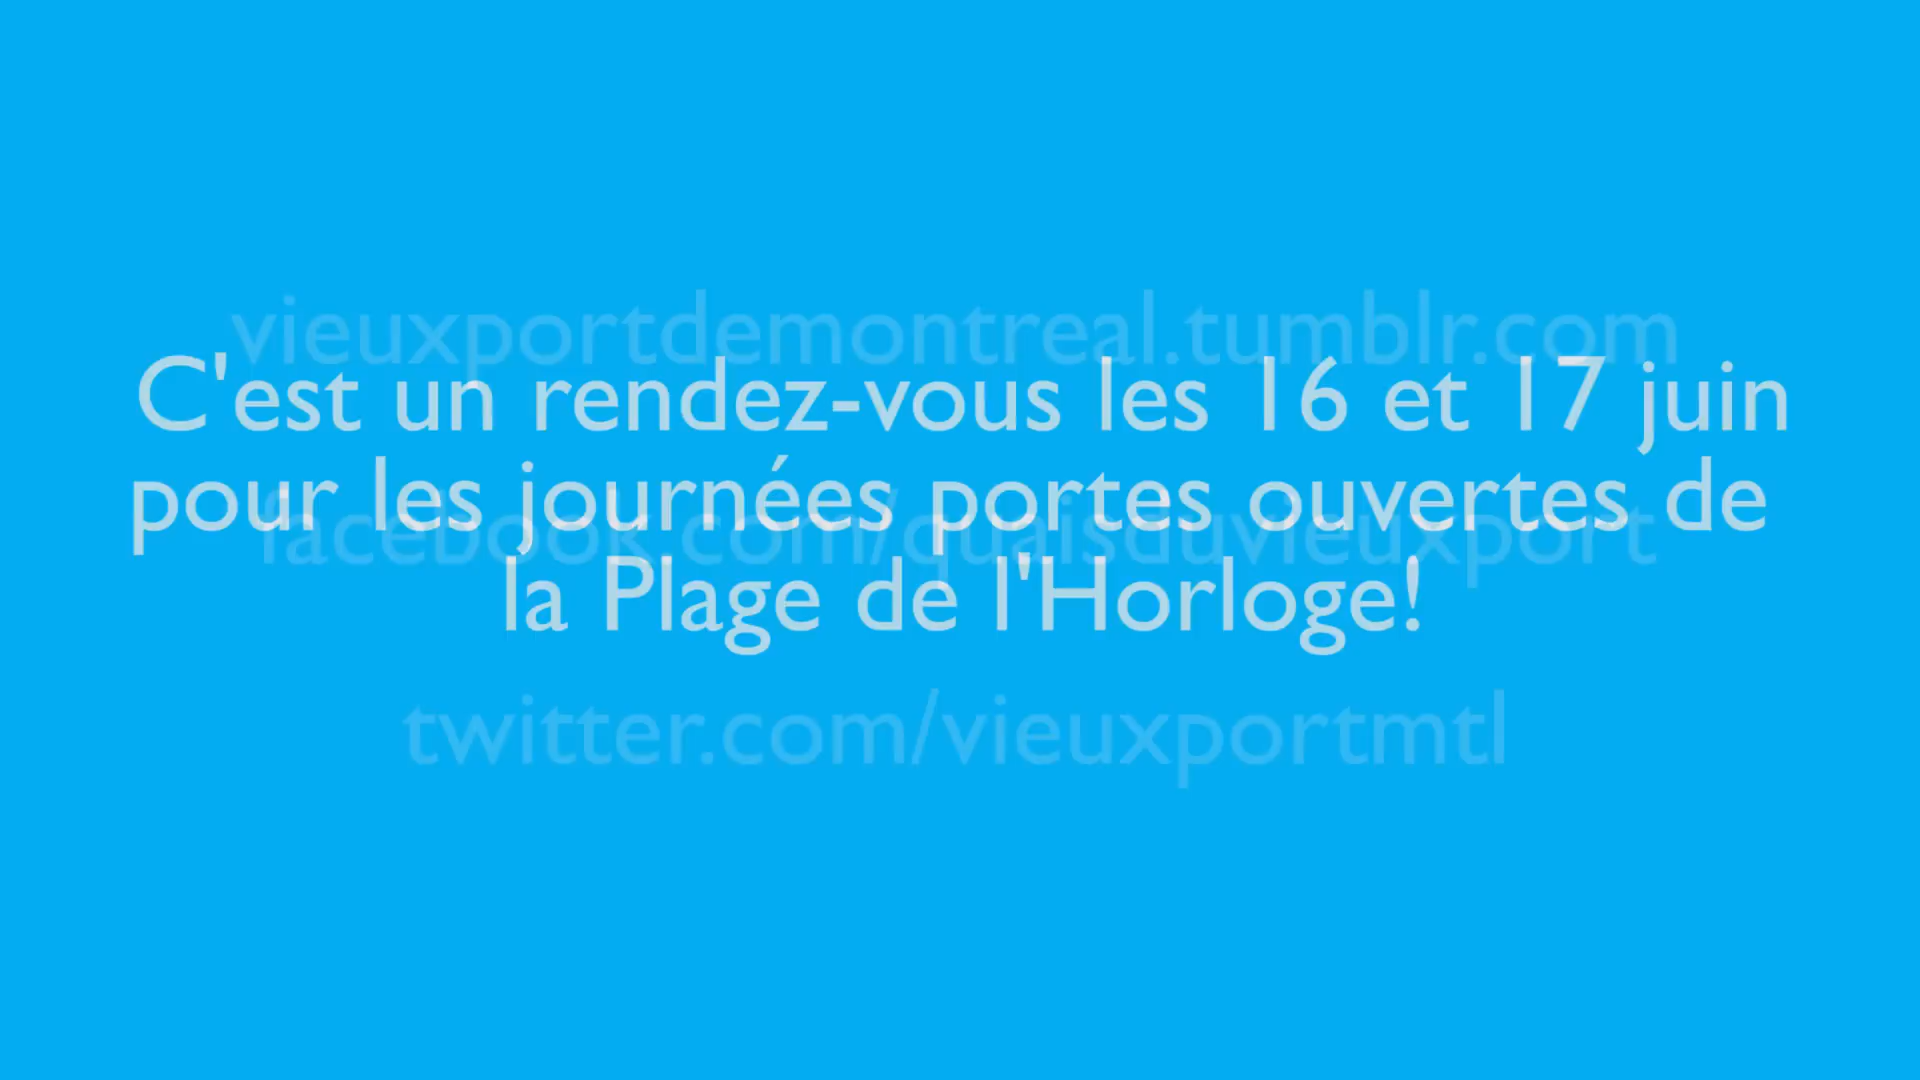 vieuxportdemontreal.tumblr.com
C'est un rendez-vous les 16 et 17 juin
pour les journées portes ouvertes de
facebook.com/quaisduvieuxport
la Plage de l'Horloge!
twitter.com/vieuxportmtl